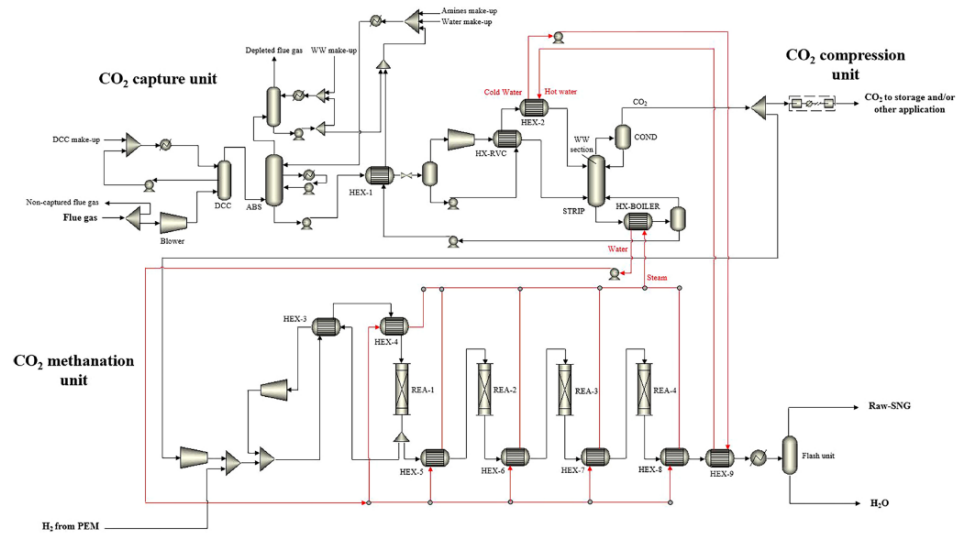 Amines make-up
Water make-up
Depleted flue gas
WW make-up
CO₂ capture unit
CO₂ compression
unit
Cold Water
Hot water
CO₂
CO₂ to storage and/or
other application
HEX-2
COND
DCC make-up
HX-RVC
WW
section
HEX-1
DCC
ABS
STRIP
HX-BOILER
Non-captured flue gas
Flue gas
Blower
Water
Steam
HEX-3
HEX-4
CO₂ methanation
unit
REA-1
REA-2
REA-3
REA-4
Raw-SNG
HEX-5
HEX-6
HEX-7
HEX-8
HEX-9
Flash unit
H₂O
H₂ from PEM